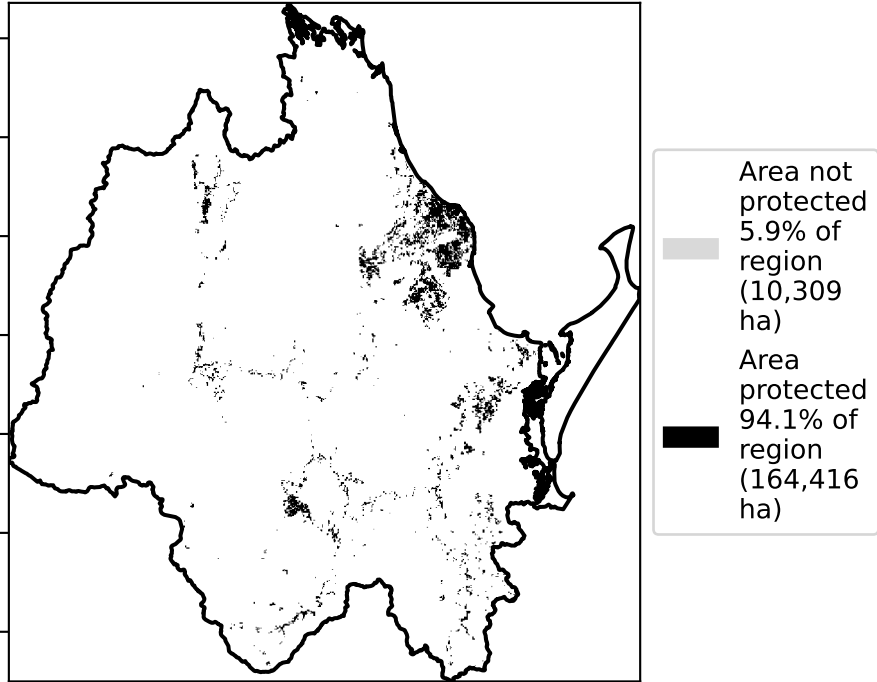 Area not
protected
5.9% of
region
(10,309
ha)
Area
protected
94.1% of
region
(164,416
ha)